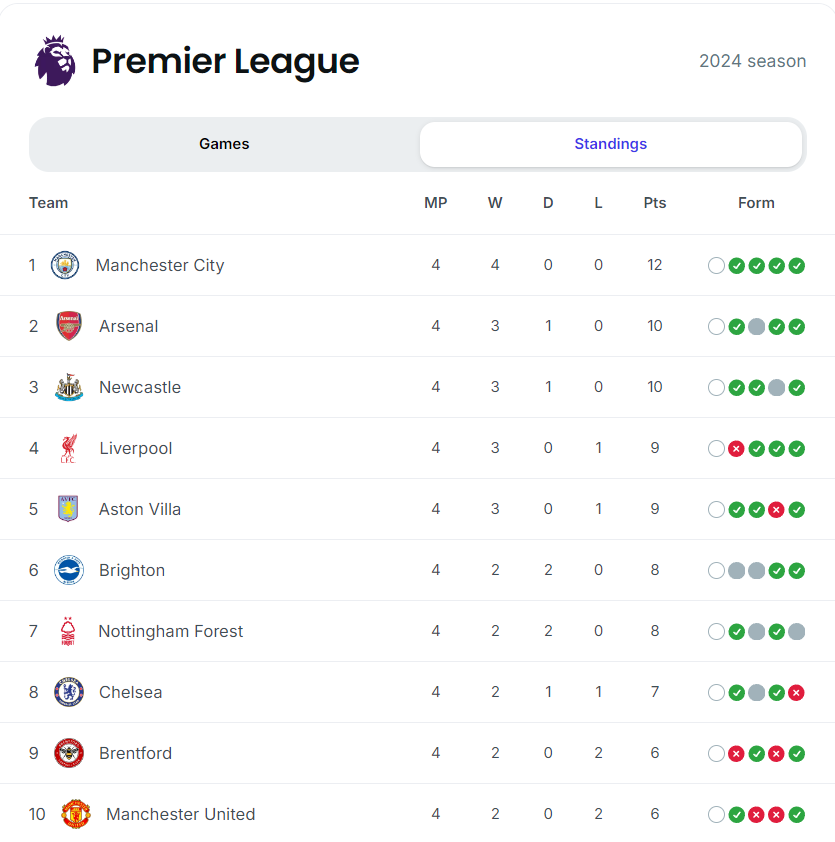 Premier League
2024 season
Games Standings
Team MP W D L Pts Form
1 Manchester City 4 4 0 0 12
2 Arsenal 4 3 1 0 10
3 Newcastle 4 3 1 0 10
4 Liverpool 4 3 0 1 9
5 Aston Villa 4 3 0 1 9
6 Brighton 4 2 2 0 8
7 Nottingham Forest 4 2 2 0 8
8 Chelsea 4 2 1 1 7
9 Brentford 4 2 0 2 6
10 Manchester United 4 2 0 2 6